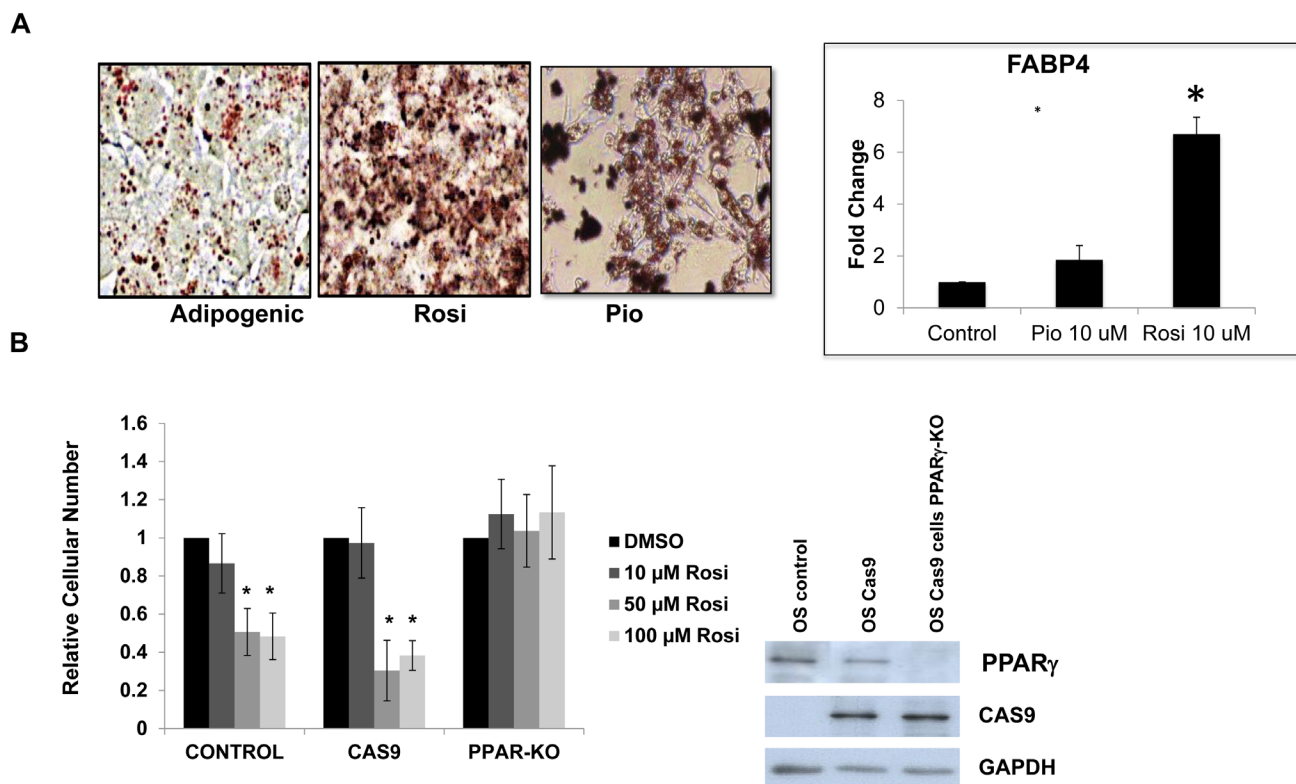 A
FABP4
8
6
4
2
0
Fold Change
*
*
Control
Pio 10 uM
Rosi 10 uM
Adipogenic
Rosi
Pio
B
1.6
1.4
1.2
1
0.8
0.6
0.4
0.2
0
Relative Cellular Number
* *
* *
CONTROL
CAS9
PPAR-KO
DMSO
10 µM Rosi
50 µM Rosi
100 µM Rosi
OS control
OS Cas9
OS Cas9 cells PPARγ-KO
PPARγ
CAS9
GAPDH